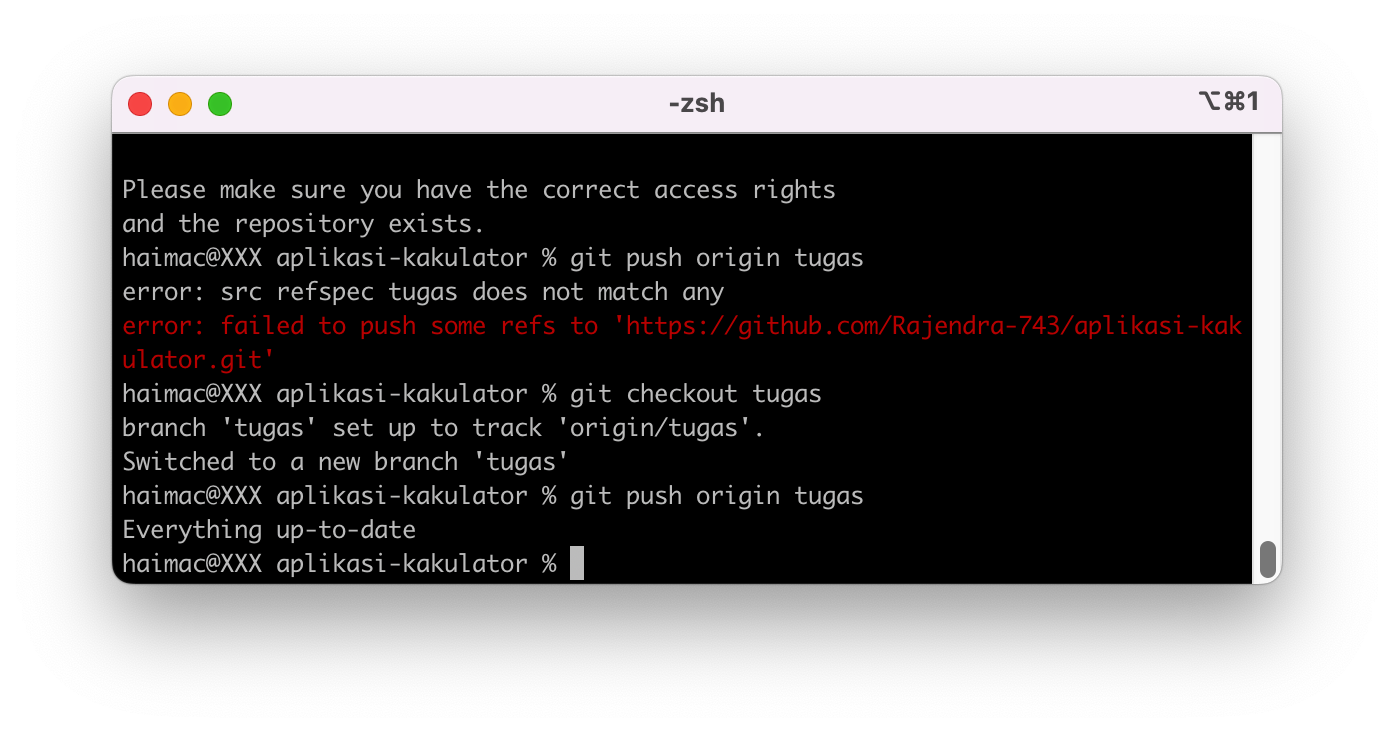 -zsh
⌥⌘1
Please make sure you have the correct access rights
and the repository exists.
haimac@XXX aplikasi-kakulator % git push origin tugas
error: src refspec tugas does not match any
error: failed to push some refs to 'https://github.com/Rajendra-743/aplikasi-kak
ulator.git'
haimac@XXX aplikasi-kakulator % git checkout tugas
branch 'tugas' set up to track 'origin/tugas'.
Switched to a new branch 'tugas'
haimac@XXX aplikasi-kakulator % git push origin tugas
Everything up-to-date
haimac@XXX aplikasi-kakulator %